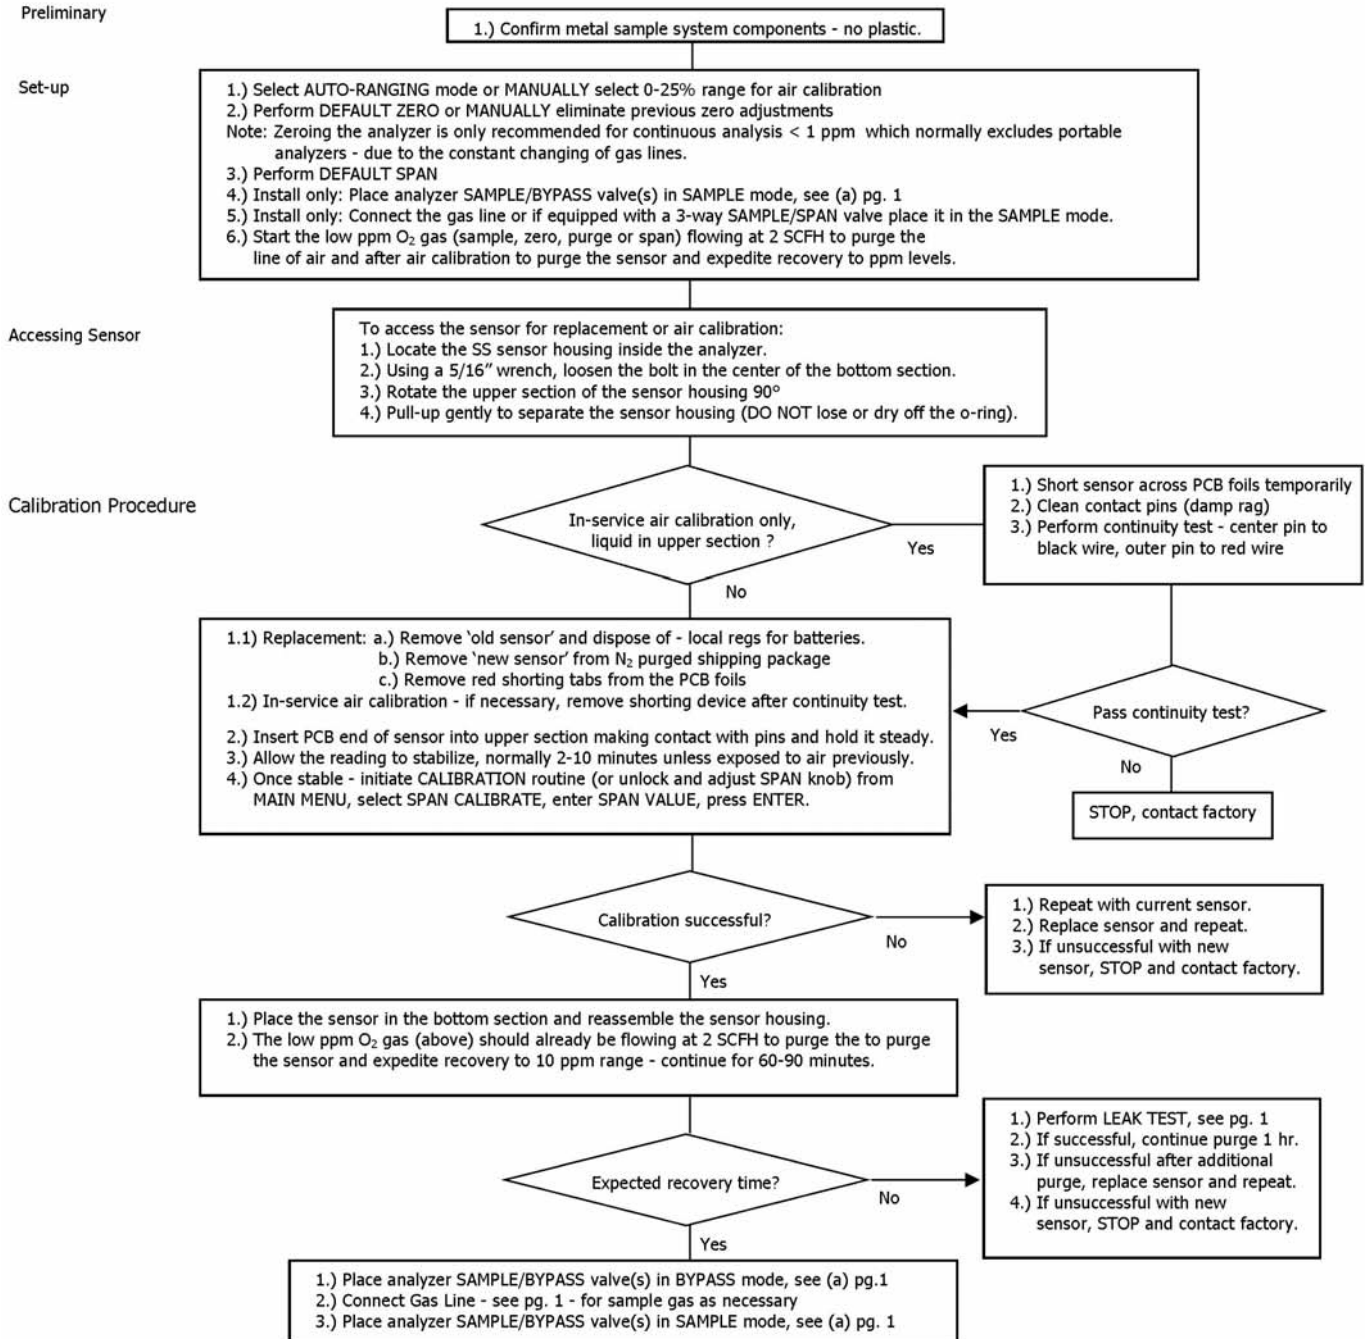 Preliminary
1.) Confirm metal sample system components - no plastic.
Set-up
1.) Select AUTO-RANGING mode or MANUALLY select 0-25% range for air calibration
2.) Perform DEFAULT ZERO or MANUALLY eliminate previous zero adjustments
Note: Zeroing the analyzer is only recommended for continuous analysis < 1 ppm which normally excludes portable
analyzers - due to the constant changing of gas lines.
3.) Perform DEFAULT SPAN
4.) Install only: Place analyzer SAMPLE/BYPASS valve(s) in SAMPLE mode, see (a) pg. 1
5.) Install only: Connect the gas line or if equipped with a 3-way SAMPLE/SPAN valve place it in the SAMPLE mode.
6.) Start the low ppm O₂ gas (sample, zero, purge or span) flowing at 2 SCFH to purge the
line of air and after air calibration to purge the sensor and expedite recovery to ppm levels.
Accessing Sensor
To access the sensor for replacement or air calibration:
1.) Locate the SS sensor housing inside the analyzer.
2.) Using a 5/16″ wrench, loosen the bolt in the center of the bottom section.
3.) Rotate the upper section of the sensor housing 90°
4.) Pull-up gently to separate the sensor housing (DO NOT lose or dry off the o-ring).
Calibration Procedure
In-service air calibration only,
liquid in upper section ?
Yes
No
1.) Short sensor across PCB foils temporarily
2.) Clean contact pins (damp rag)
3.) Perform continuity test - center pin to
black wire, outer pin to red wire
1.1) Replacement: a.) Remove ‘old sensor’ and dispose of - local regs for batteries.
b.) Remove ‘new sensor’ from N₂ purged shipping package
c.) Remove red shorting tabs from the PCB foils
1.2) In-service air calibration - if necessary, remove shorting device after continuity test.
2.) Insert PCB end of sensor into upper section making contact with pins and hold it steady.
3.) Allow the reading to stabilize, normally 2-10 minutes unless exposed to air previously.
4.) Once stable - initiate CALIBRATION routine (or unlock and adjust SPAN knob) from
MAIN MENU, select SPAN CALIBRATE, enter SPAN VALUE, press ENTER.
Pass continuity test?
Yes
No
STOP, contact factory
Calibration successful?
No
Yes
1.) Repeat with current sensor.
2.) Replace sensor and repeat.
3.) If unsuccessful with new
sensor, STOP and contact factory.
1.) Place the sensor in the bottom section and reassemble the sensor housing.
2.) The low ppm O₂ gas (above) should already be flowing at 2 SCFH to purge the to purge
the sensor and expedite recovery to 10 ppm range - continue for 60-90 minutes.
Expected recovery time?
No
Yes
1.) Perform LEAK TEST, see pg. 1
2.) If successful, continue purge 1 hr.
3.) If unsuccessful after additional
purge, replace sensor and repeat.
4.) If unsuccessful with new
sensor, STOP and contact factory.
1.) Place analyzer SAMPLE/BYPASS valve(s) in BYPASS mode, see (a) pg.1
2.) Connect Gas Line - see pg. 1 - for sample gas as necessary
3.) Place analyzer SAMPLE/BYPASS valve(s) in SAMPLE mode, see (a) pg. 1